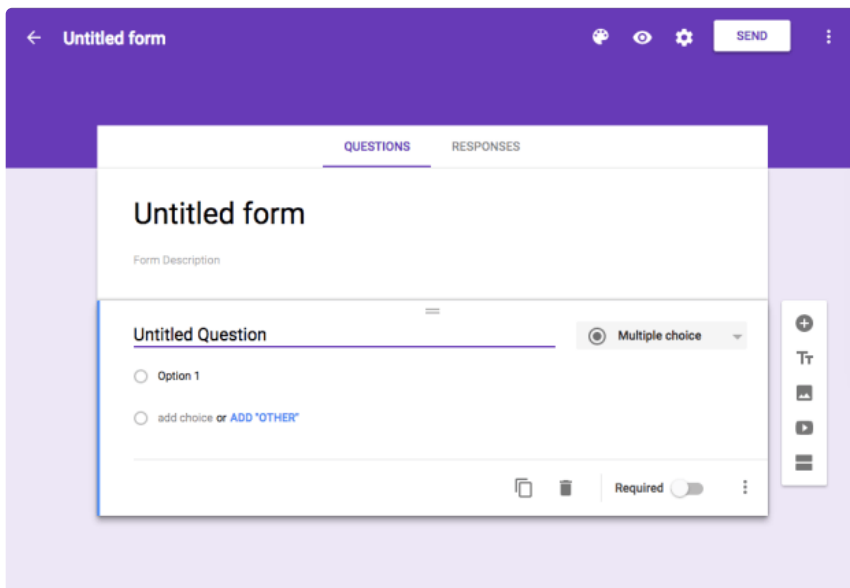 Untitled form
SEND
QUESTIONS RESPONSES
Untitled form
Form Description
Untitled Question
Multiple choice
Option 1
add choice or ADD "OTHER"
Required
Tт